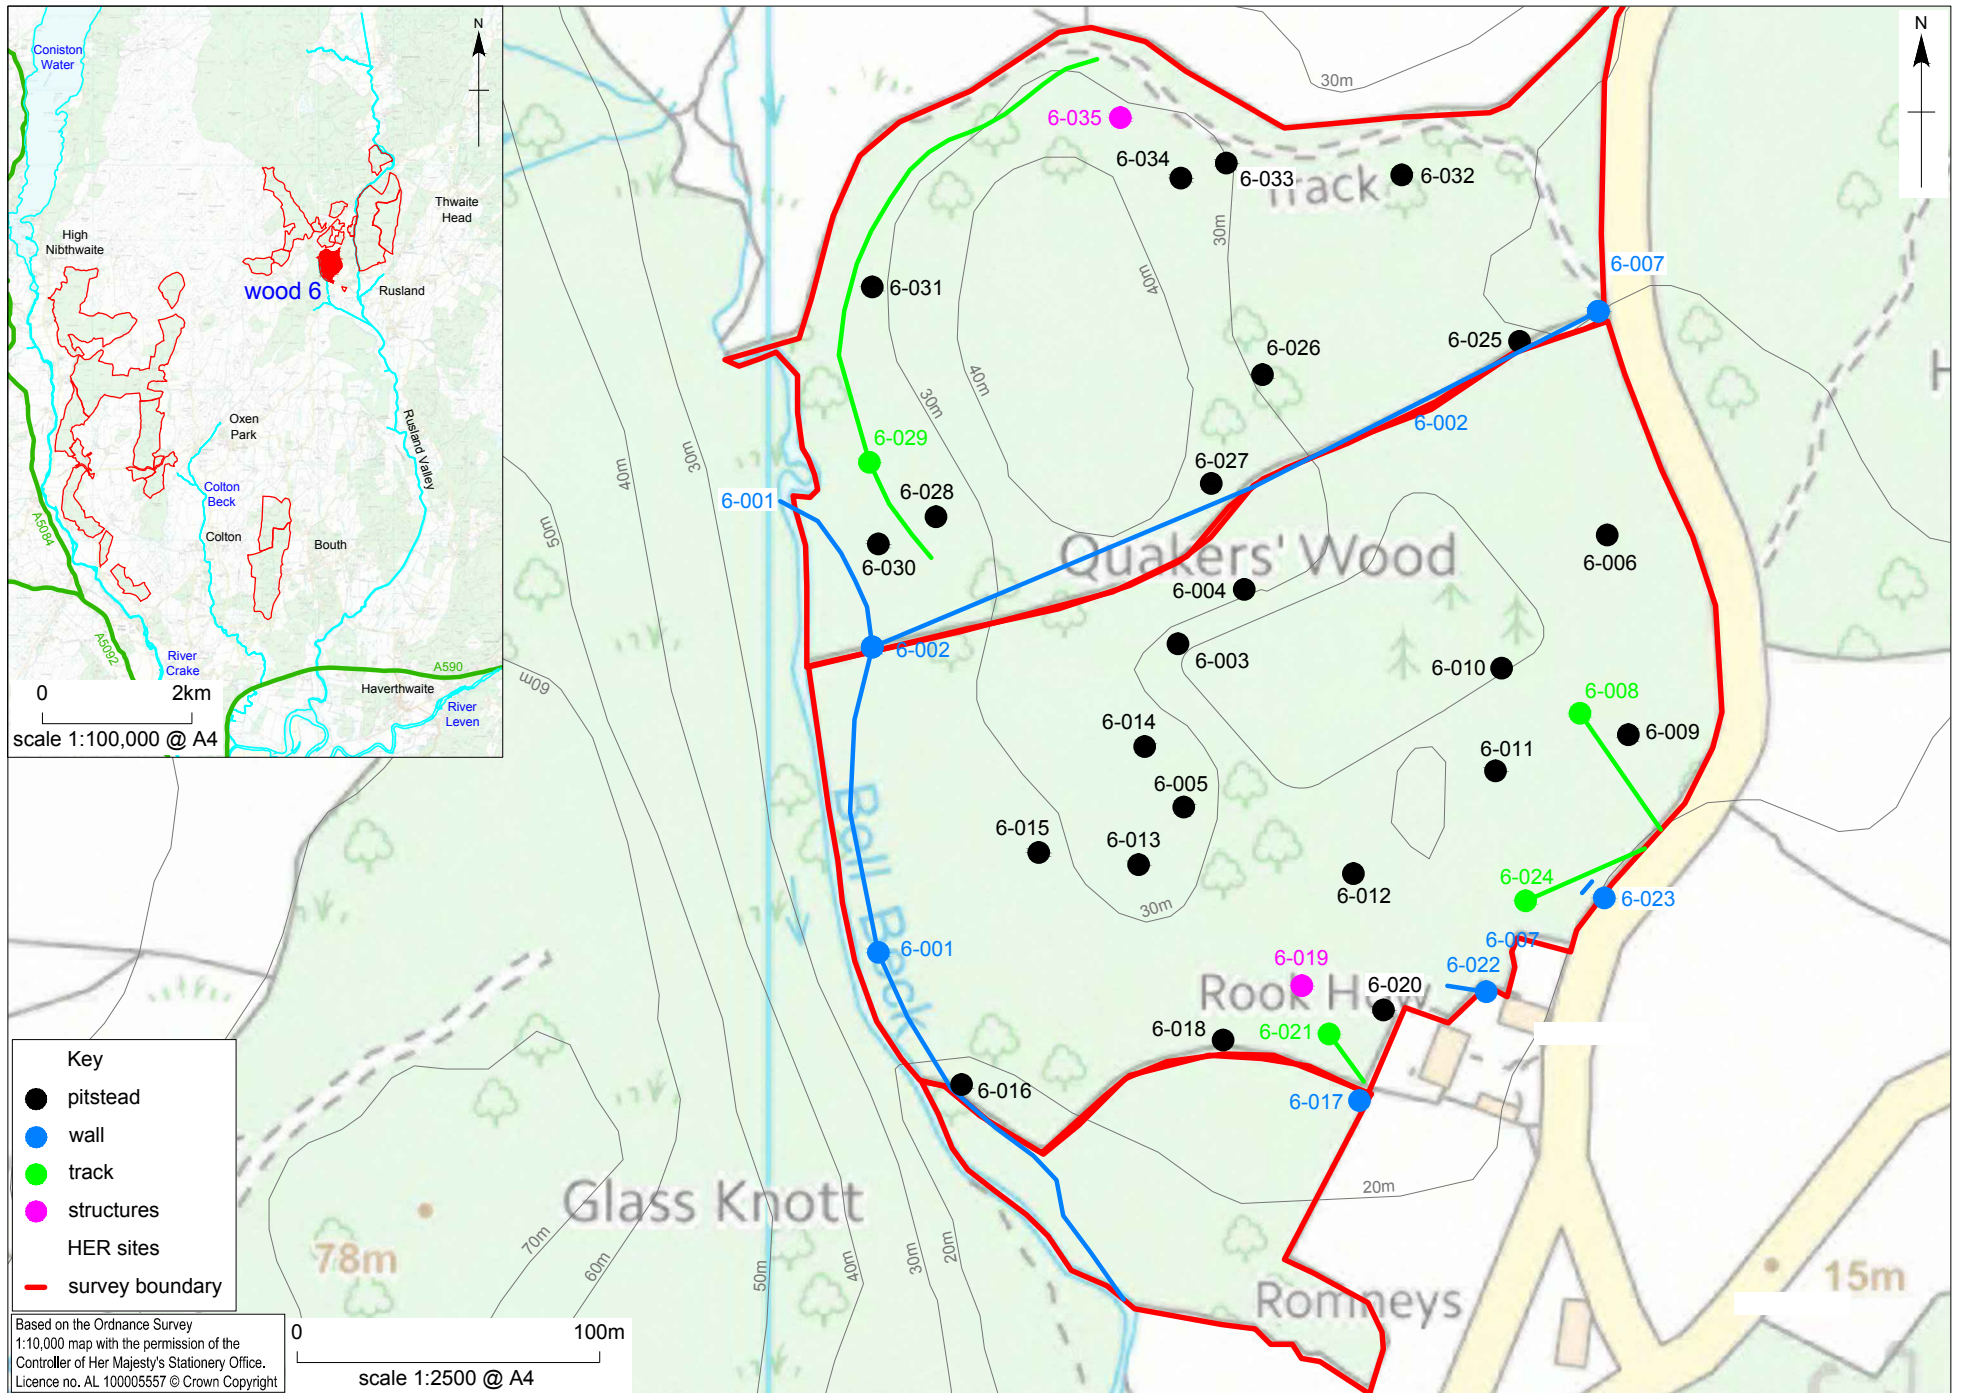 Coniston
Water
N
High
Nibthwaite
Thwaite
Head
wood 6
Rusland
Oxen
Park
Rusland Valley
Colton
Beck
Colton
Bouth
A5084
A5092
River
Crake
A590
Haverthwaite
River
Leven
0 2km
scale 1:100,000 @ A4
N
30m
6-035
6-034
6-033
6-032
Track
30m
40m
6-031
6-007
6-025
6-026
40m
30m
6-002
6-029
6-027
30m
40m
50m
60m
6-001
6-028
6-030
Quakers' Wood
6-006
6-004
6-003
6-002
6-010
6-008
6-014
6-009
6-011
6-005
6-015
6-013
Ball Beck
6-012
30m
6-024
6-023
6-001
6-007
6-019
6-022
Rook How
6-020
6-018
6-021
6-016
6-017
20m
Glass Knott
78m
70m
60m
50m
40m
30m
20m
Romneys
15m
H
Key
pitstead
wall
track
structures
HER sites
survey boundary
Based on the Ordnance Survey
1:10,000 map with the permission of the
Controller of Her Majesty's Stationery Office.
Licence no. AL 100005557 © Crown Copyright
0 100m
scale 1:2500 @ A4